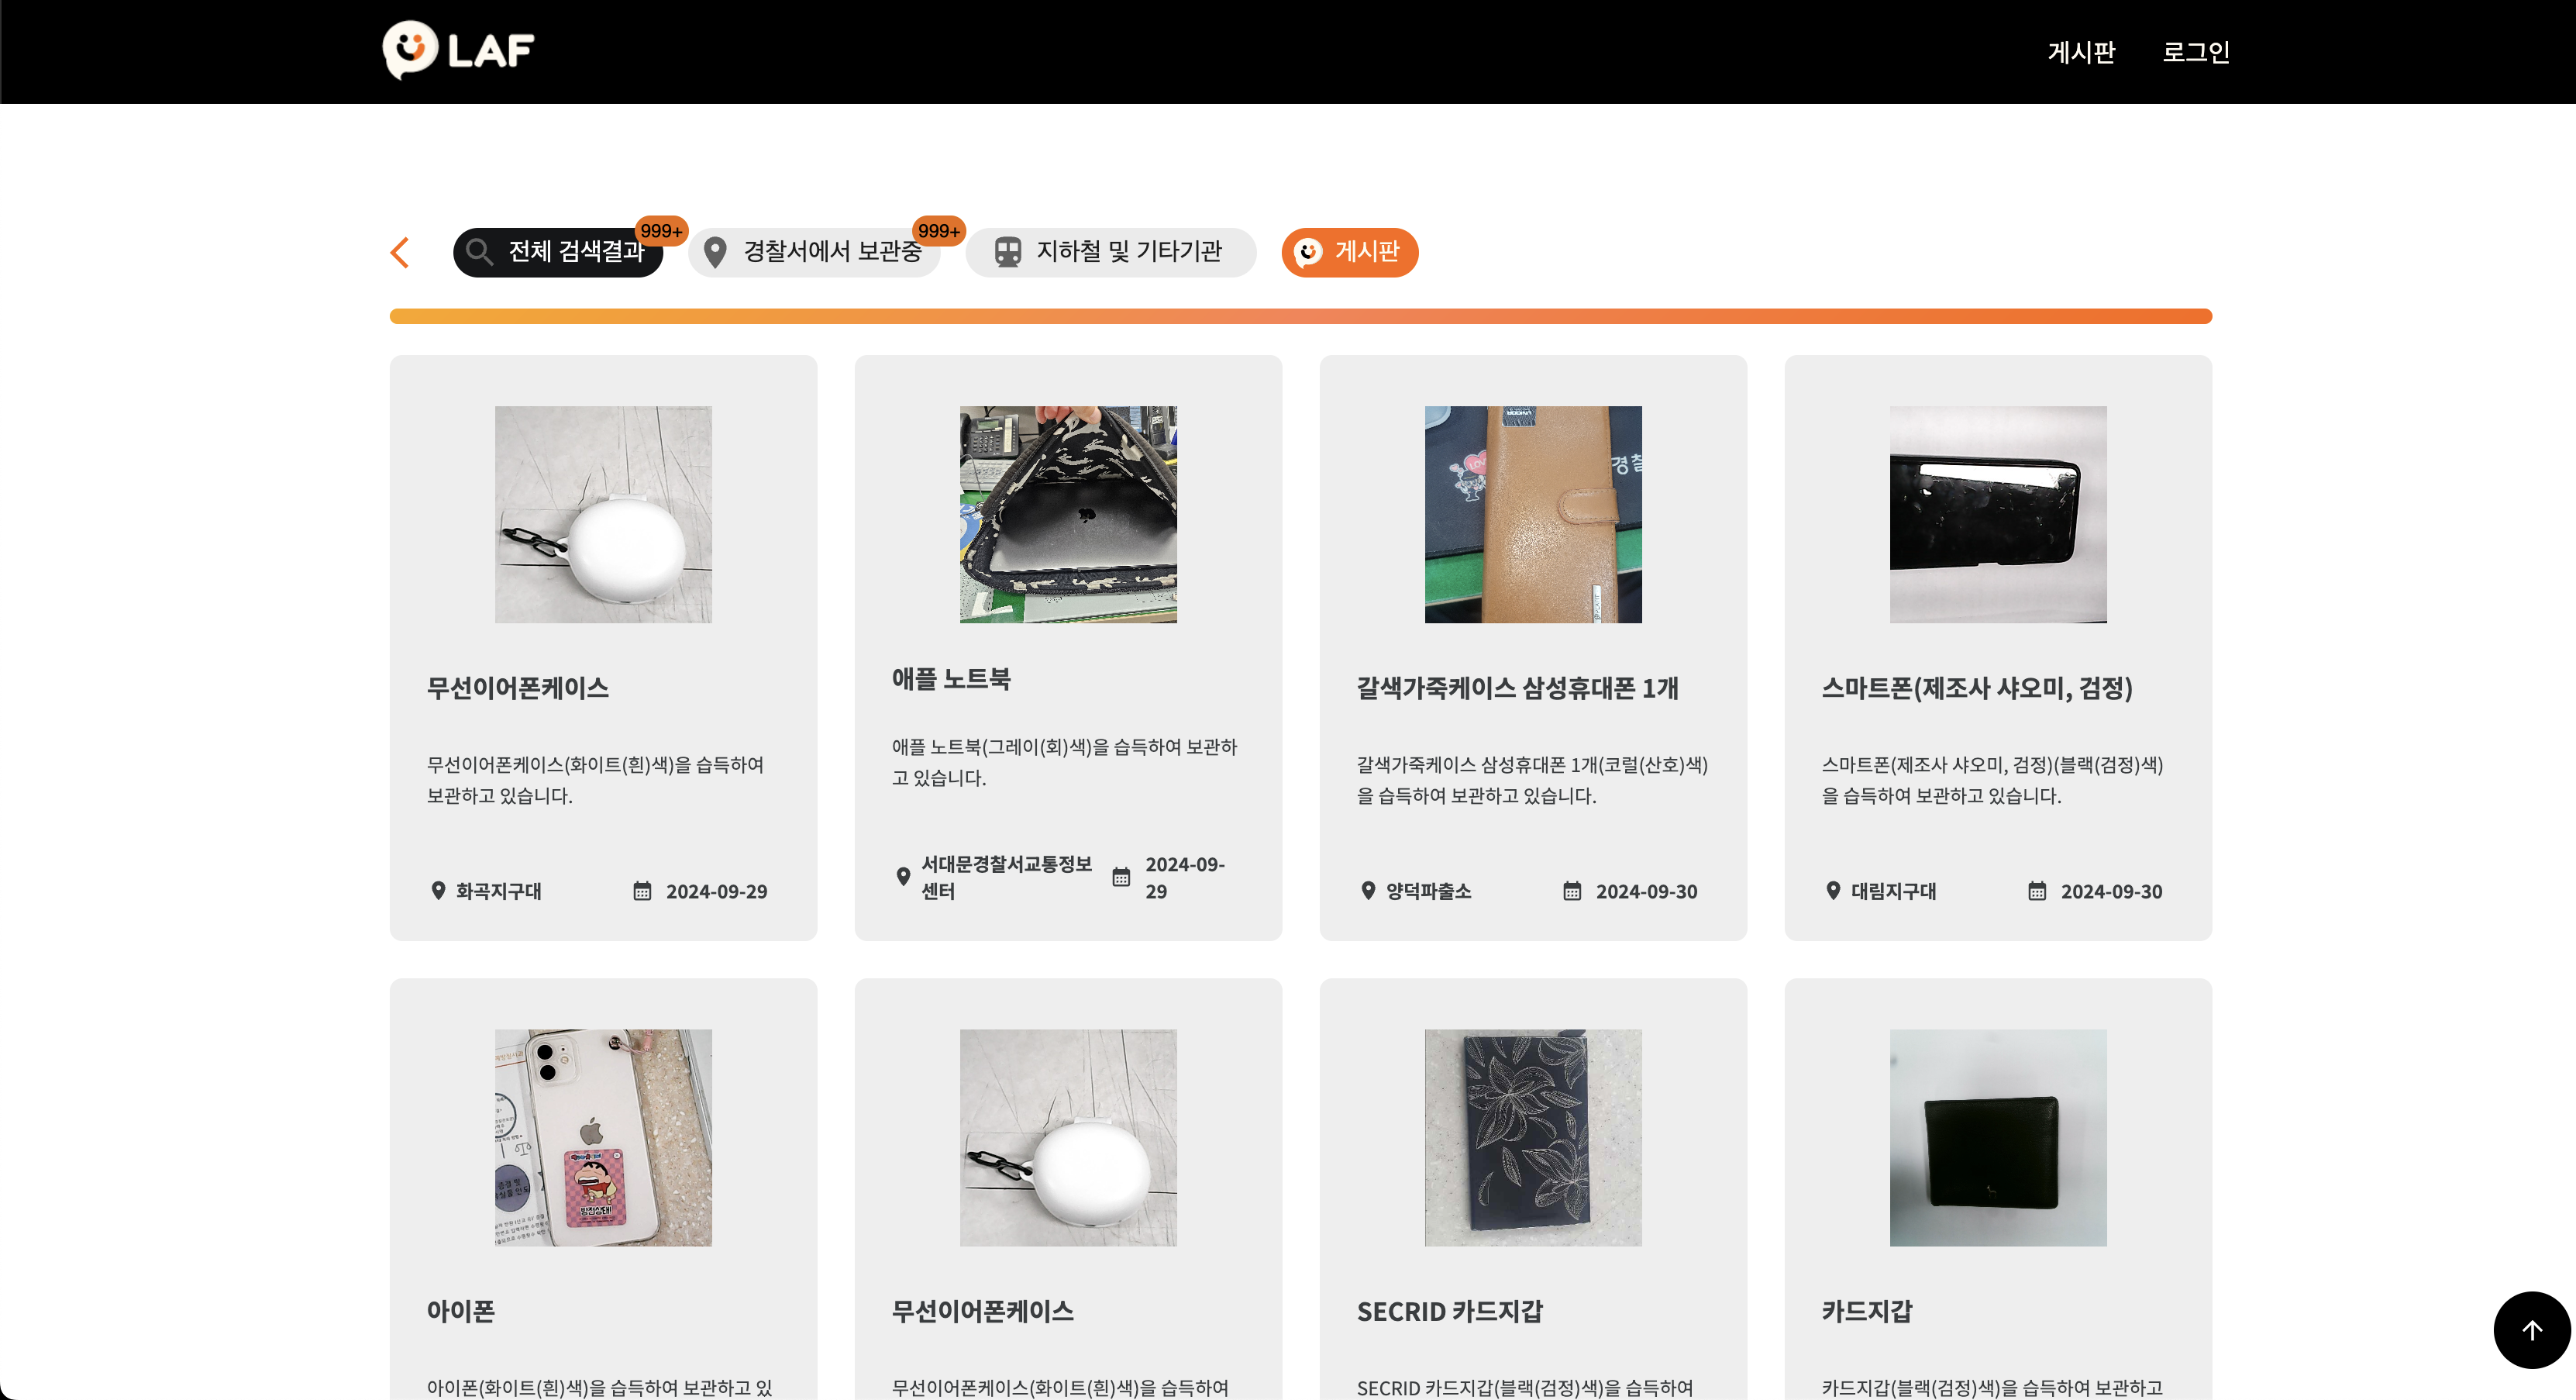 LAF
게시판
로그인
전체 검색결과
999+
경찰서에서 보관중
999+
지하철 및 기타기관
게시판
무선이어폰케이스
무선이어폰케이스(화이트(흰)색)을 습득하여
보관하고 있습니다.
화곡지구대
2024-09-29
애플 노트북
애플 노트북(그레이(회)색)을 습득하여 보관하
고 있습니다.
서대문경찰서교통정보
센터
2024-09-
29
경찰
갈색가죽케이스 삼성휴대폰 1개
갈색가죽케이스 삼성휴대폰 1개(코럴(산호)색)
을 습득하여 보관하고 있습니다.
양덕파출소
2024-09-30
스마트폰(제조사 샤오미, 검정)
스마트폰(제조사 샤오미, 검정)(블랙(검정)색)
을 습득하여 보관하고 있습니다.
대림지구대
2024-09-30
방전상태!
아이폰
아이폰(화이트(흰)색)을 습득하여 보관하고 있
무선이어폰케이스
무선이어폰케이스(화이트(흰)색)을 습득하여
SECRID 카드지갑
SECRID 카드지갑(블랙(검정)색)을 습득하여
카드지갑
카드지갑(블랙(검정)색)을 습득하여 보관하고